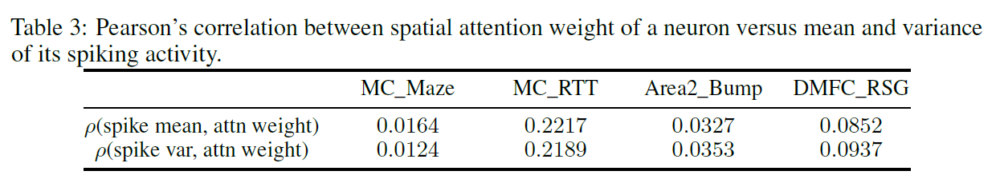 Table 3: Pearson's correlation between spatial attention weight of a neuron versus mean and variance
of its spiking activity.
MC_Maze MC_RTT Area2_Bump DMFC_RSG
ρ(spike mean, attn weight) 0.0164 0.2217 0.0327 0.0852
ρ(spike var, attn weight) 0.0124 0.2189 0.0353 0.0937